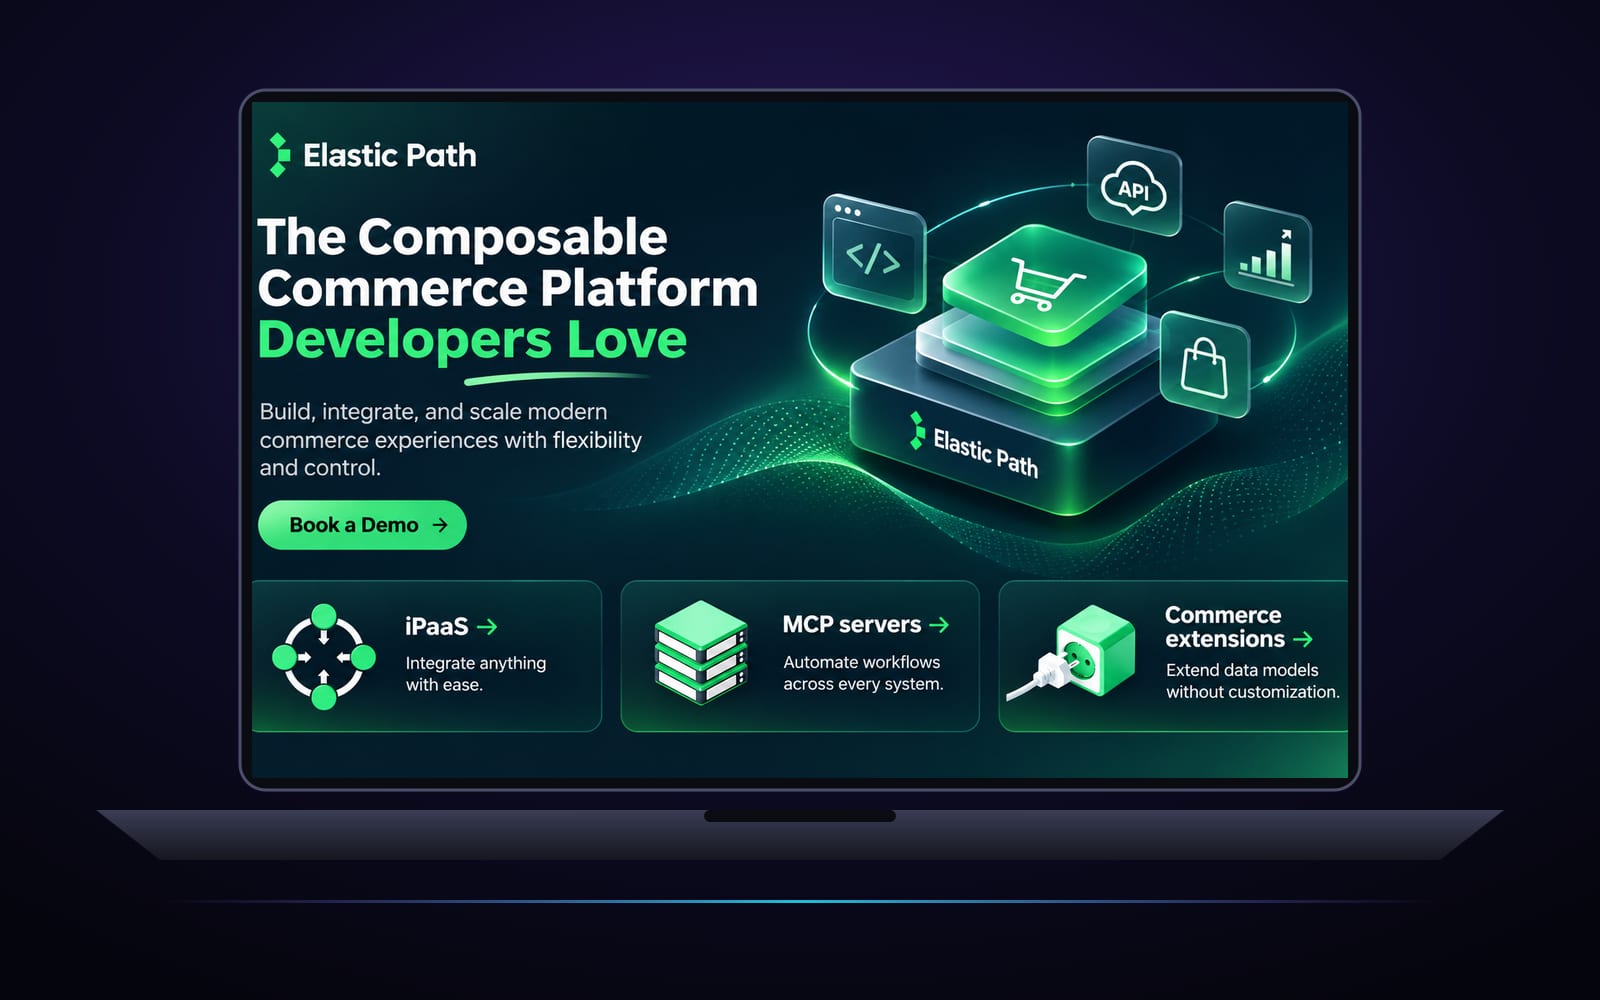 Elastic Path
The Composable
Commerce Platform
Developers Love
Build, integrate, and scale modern
commerce experiences with flexibility
and control.
Book a Demo →
</>
API
Elastic Path
iPaaS →
Integrate anything
with ease.
MCP servers →
Automate workflows
across every system.
Commerce
extensions →
Extend data models
without customization.